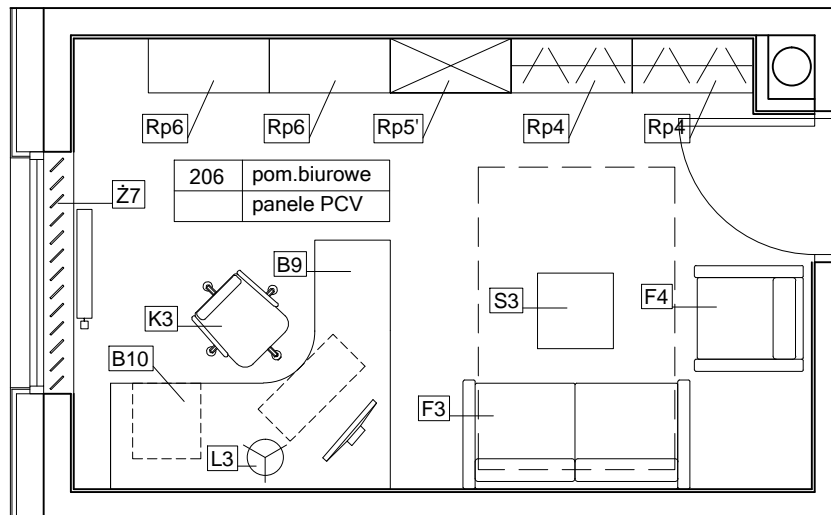 Rp6
Rp6
Rp5'
Rp4
Rp4
206 pom.biurowe
panele PCV
Ż7
B9
K3
S3
F4
B10
F3
L3